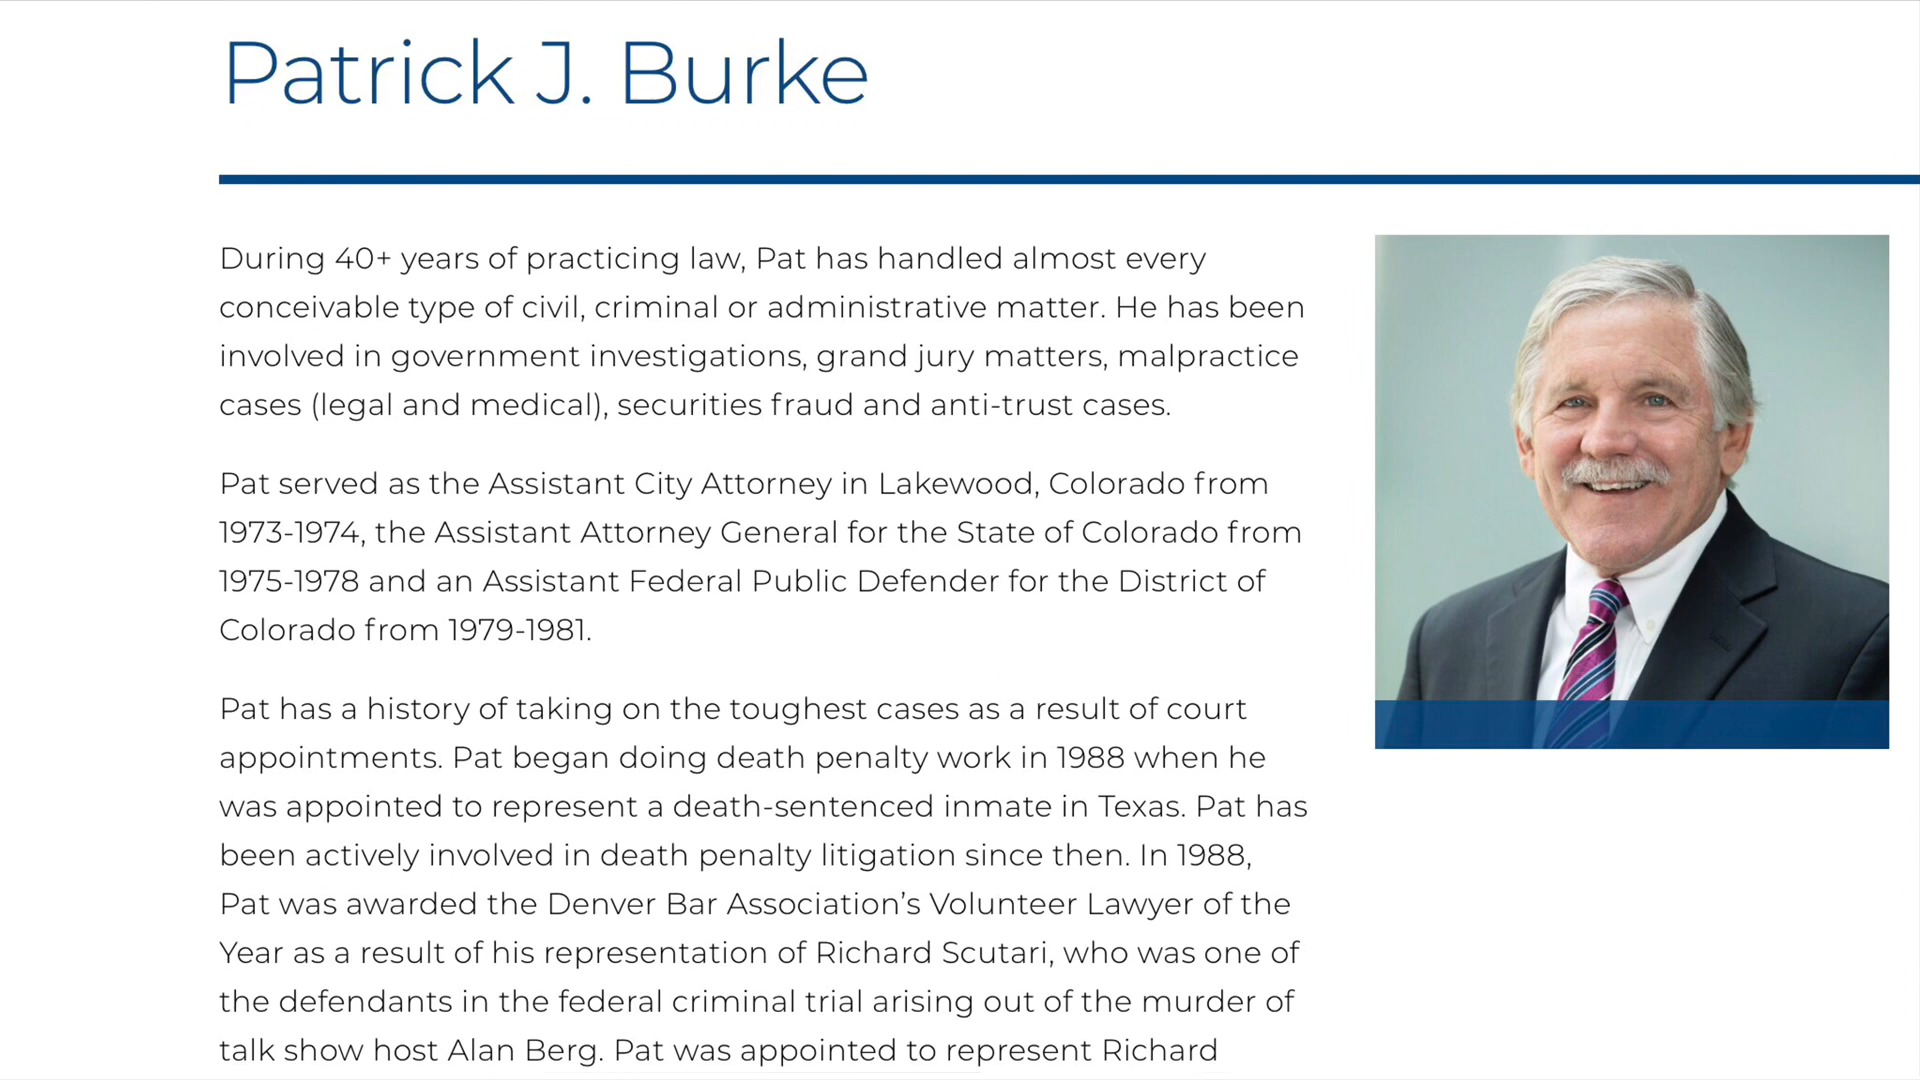 Patrick J. Burke
During 40+ years of practicing law, Pat has handled almost every
conceivable type of civil, criminal or administrative matter. He has been
involved in government investigations, grand jury matters, malpractice
cases (legal and medical), securities fraud and anti-trust cases.
Pat served as the Assistant City Attorney in Lakewood, Colorado from
1973-1974, the Assistant Attorney General for the State of Colorado from
1975-1978 and an Assistant Federal Public Defender for the District of
Colorado from 1979-1981.
Pat has a history of taking on the toughest cases as a result of court
appointments. Pat began doing death penalty work in 1988 when he
was appointed to represent a death-sentenced inmate in Texas. Pat has
been actively involved in death penalty litigation since then. In 1988,
Pat was awarded the Denver Bar Association’s Volunteer Lawyer of the
Year as a result of his representation of Richard Scutari, who was one of
the defendants in the federal criminal trial arising out of the murder of
talk show host Alan Berg. Pat was appointed to represent Richard